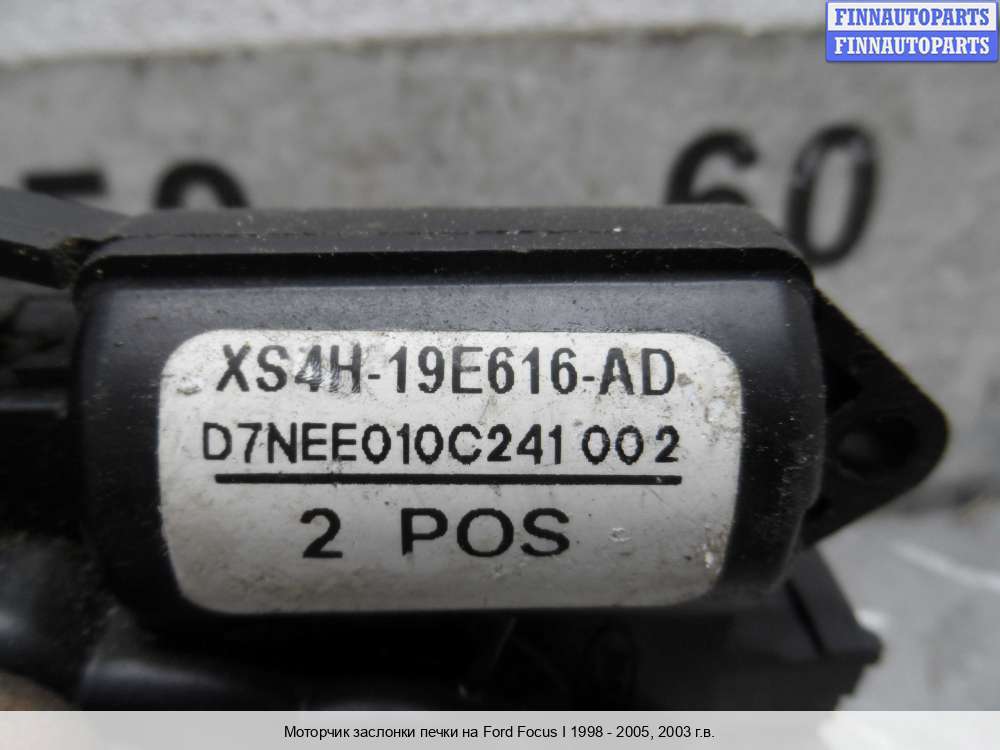 FINNAUTOPARTS
FINNAUTOPARTS
60
XS4H-19E616-AD
D7NEE010C241 002
2 POS
Моторчик заслонки печки на Ford Focus I 1998 - 2005, 2003 г.в.